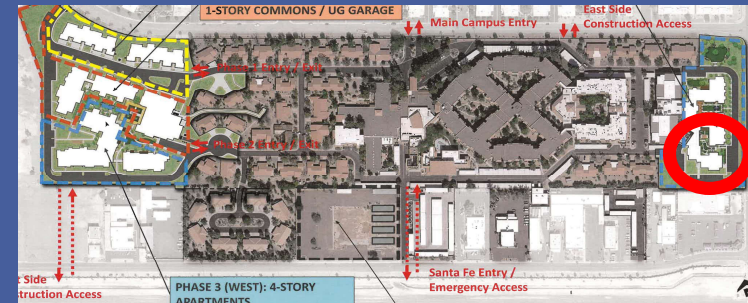 1-STORY COMMONS / UG GARAGE
Main Campus Entry
East Side
Construction Access
Phase 1 Entry / Exit
Phase 2 Entry / Exit
Santa Fe Entry /
Emergency Access
t Side
struction Access
PHASE 3 (WEST): 4-STORY
APARTMENTS